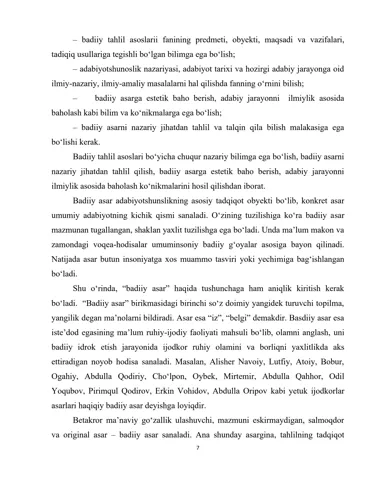 – badiiy tahlil asoslarii fanining predmeti, obyekti, maqsadi va vazifalari,
tadiqiq usullariga tegishli bo‘lgan bilimga ega bo‘lish;
– adabiyotshunoslik nazariyasi, adabiyot tarixi va hozirgi adabiy jarayonga oid
ilmiy-nazariy, ilmiy-amaliy masalalarni hal qilishda fanning o‘rnini bilish;
– badiiy asarga estetik baho berish, adabiy jarayonni ilmiylik asosida
baholash kabi bilim va ko‘nikmalarga ega bo‘lish;
– badiiy asarni nazariy jihatdan tahlil va talqin qila bilish malakasiga ega
bo‘lishi kerak.
Badiiy tahlil asoslari bo‘yicha chuqur nazariy bilimga ega bo‘lish, badiiy asarni
nazariy jihatdan tahlil qilish, badiiy asarga estetik baho berish, adabiy jarayonni
ilmiylik asosida baholash ko‘nikmalarini hosil qilishdan iborat.
Badiiy asar adabiyotshunslikning asosiy tadqiqot obyekti bo‘lib, konkret asar
umumiy adabiyotning kichik qismi sanaladi. O‘zining tuzilishiga ko‘ra badiiy asar
mazmunan tugallangan, shaklan yaxlit tuzilishga ega bo‘ladi. Unda ma’lum makon va
zamondagi voqea-hodisalar umuminsoniy badiiy g‘oyalar asosiga bayon qilinadi.
Natijada asar butun insoniyatga xos muammo tasviri yoki yechimiga bag‘ishlangan
bo‘ladi.
Shu o‘rinda, “badiiy asar” haqida tushunchaga ham aniqlik kiritish kerak
bo‘ladi. “Badiiy asar” birikmasidagi birinchi so‘z doimiy yangidek turuvchi topilma,
yangilik degan ma’nolarni bildiradi. Asar esa “iz”, “belgi” demakdir. Basdiiy asar esa
iste’dod egasining ma’lum ruhiy-ijodiy faoliyati mahsuli bo‘lib, olamni anglash, uni
badiiy idrok etish jarayonida ijodkor ruhiy olamini va borliqni yaxlitlikda aks
ettiradigan noyob hodisa sanaladi. Masalan, Alisher Navoiy, Lutfiy, Atoiy, Bobur,
Ogahiy, Abdulla Qodiriy, Cho‘lpon, Oybek, Mirtemir, Abdulla Qahhor, Odil
Yoqubov, Pirimqul Qodirov, Erkin Vohidov, Abdulla Oripov kabi yetuk ijodkorlar
asarlari haqiqiy badiiy asar deyishga loyiqdir.
Betakror ma’naviy go‘zallik ulashuvchi, mazmuni eskirmaydigan, salmoqdor
va original asar – badiiy asar sanaladi. Ana shunday asargina, tahlilning tadqiqot
7